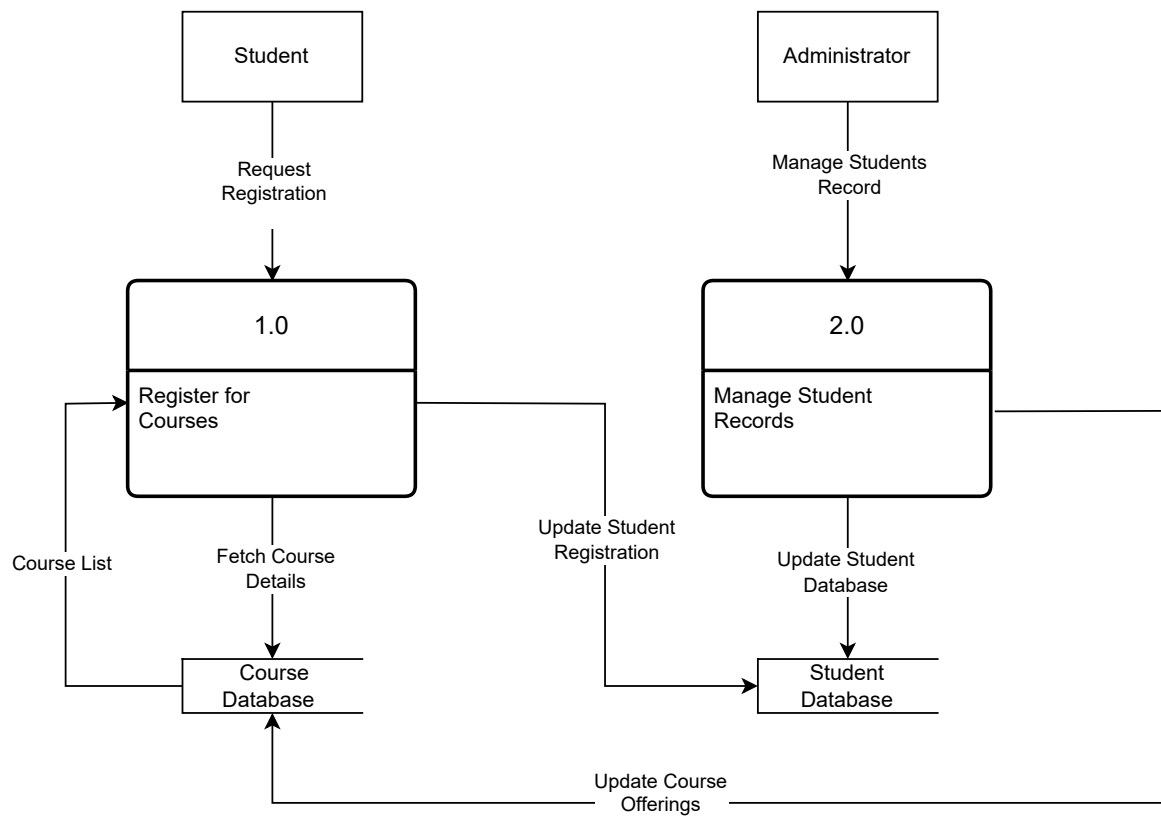 Student
Administrator
Request
Registration
Manage Students
Record
1.0
2.0
Register for
Courses
Manage Student
Records
Course List
Fetch Course
Details
Update Student
Registration
Update Student
Database
Course
Database
Student
Database
Update Course
Offerings